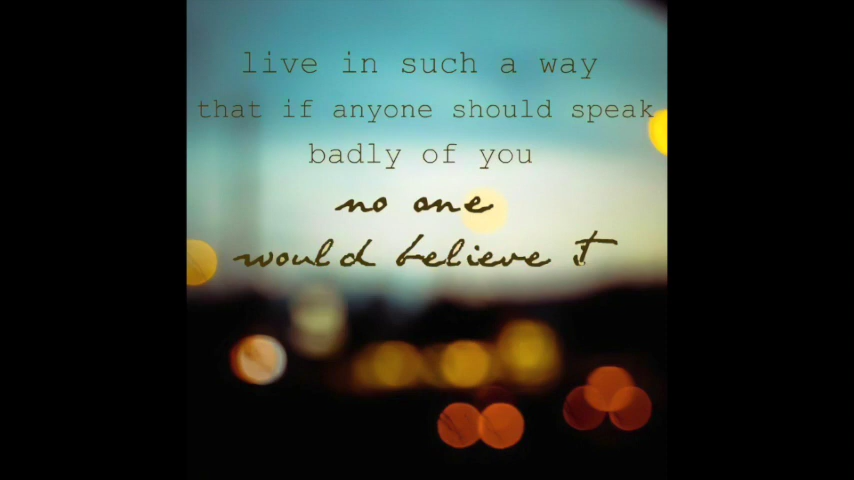 live in such a way
that if anyone should speak
badly of you
no one
would believe it